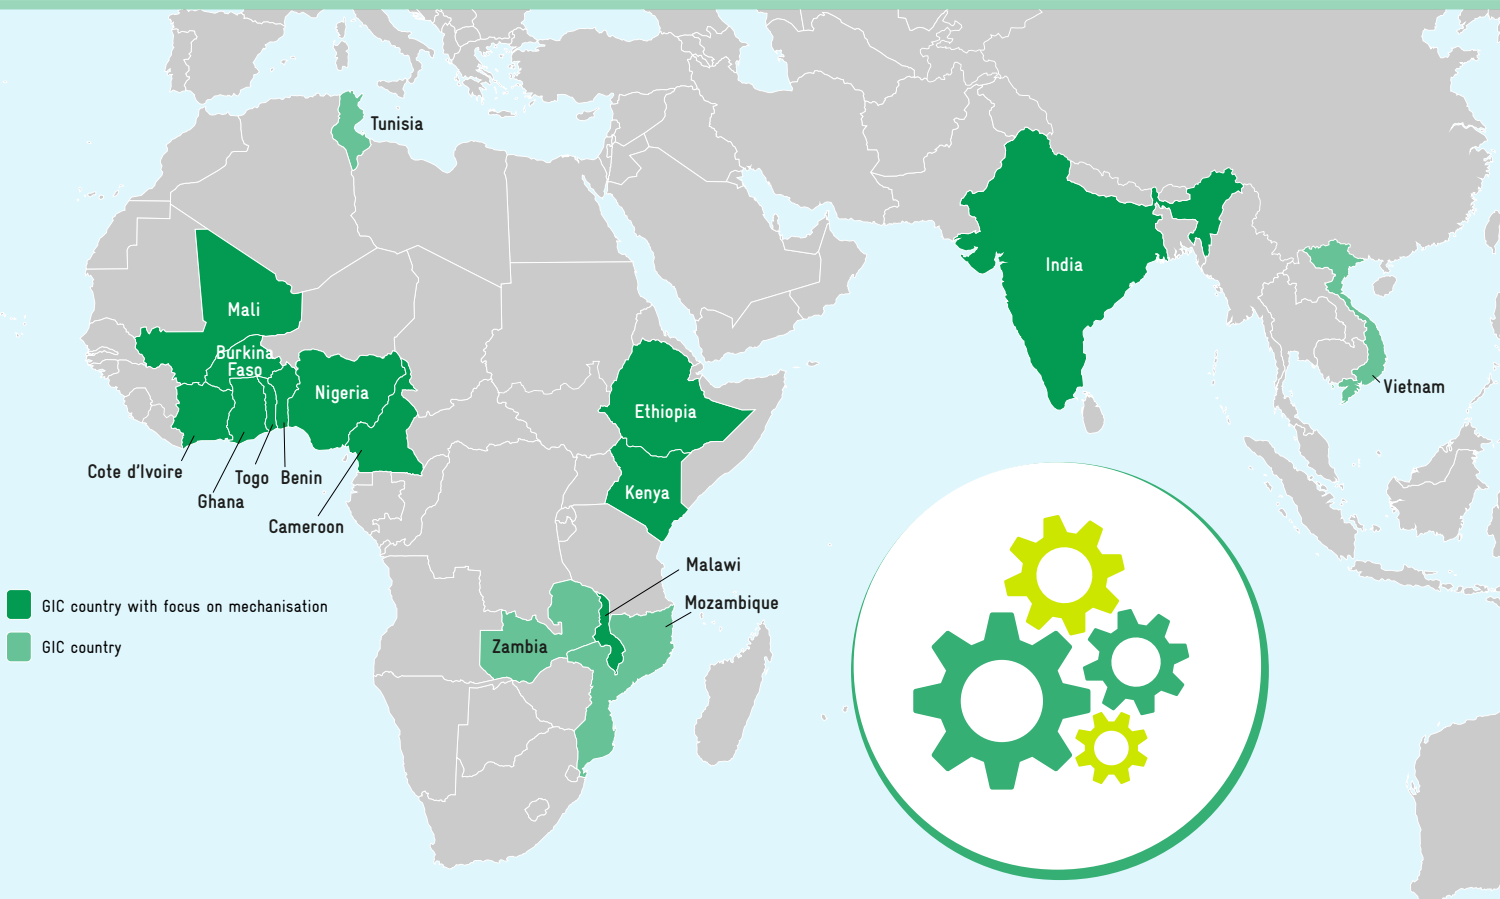 Tunisia
India
Mali
Burkina
Faso
Nigeria
Vietnam
Ethiopia
Cote d'Ivoire
Togo
Benin
Ghana
Kenya
Cameroon
Malawi
Mozambique
GIC country with focus on mechanisation
GIC country
Zambia